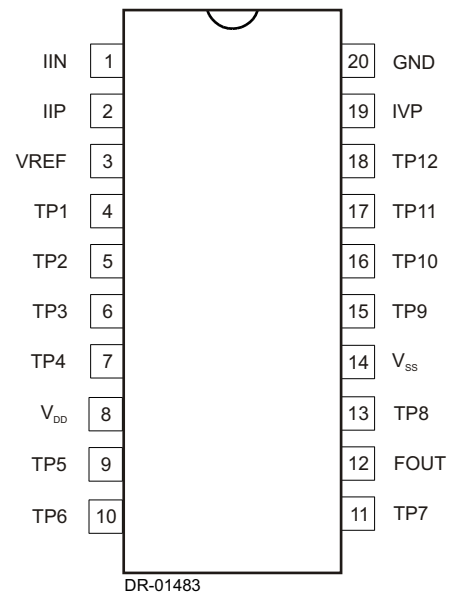 IIN 1 20 GND
IIP 2 19 IVP
VREF 3 18 TP12
TP1 4 17 TP11
TP2 5 16 TP10
TP3 6 15 TP9
TP4 7 14 VSS
VDD 8 13 TP8
TP5 9 12 FOUT
TP6 10 11 TP7
DR-01483